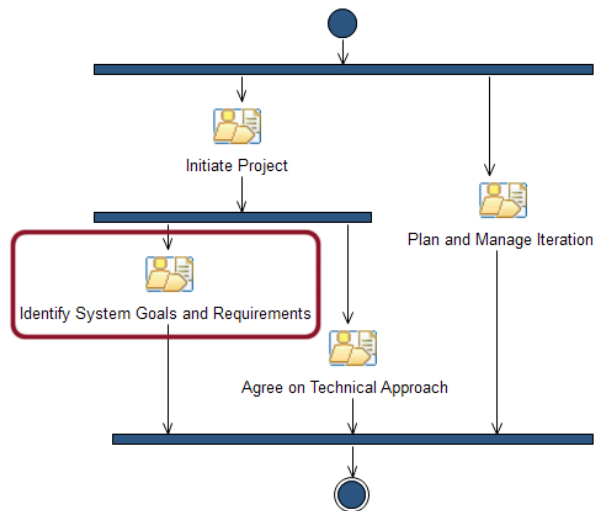 Initiate Project
Plan and Manage Iteration
Identify System Goals and Requirements
Agree on Technical Approach